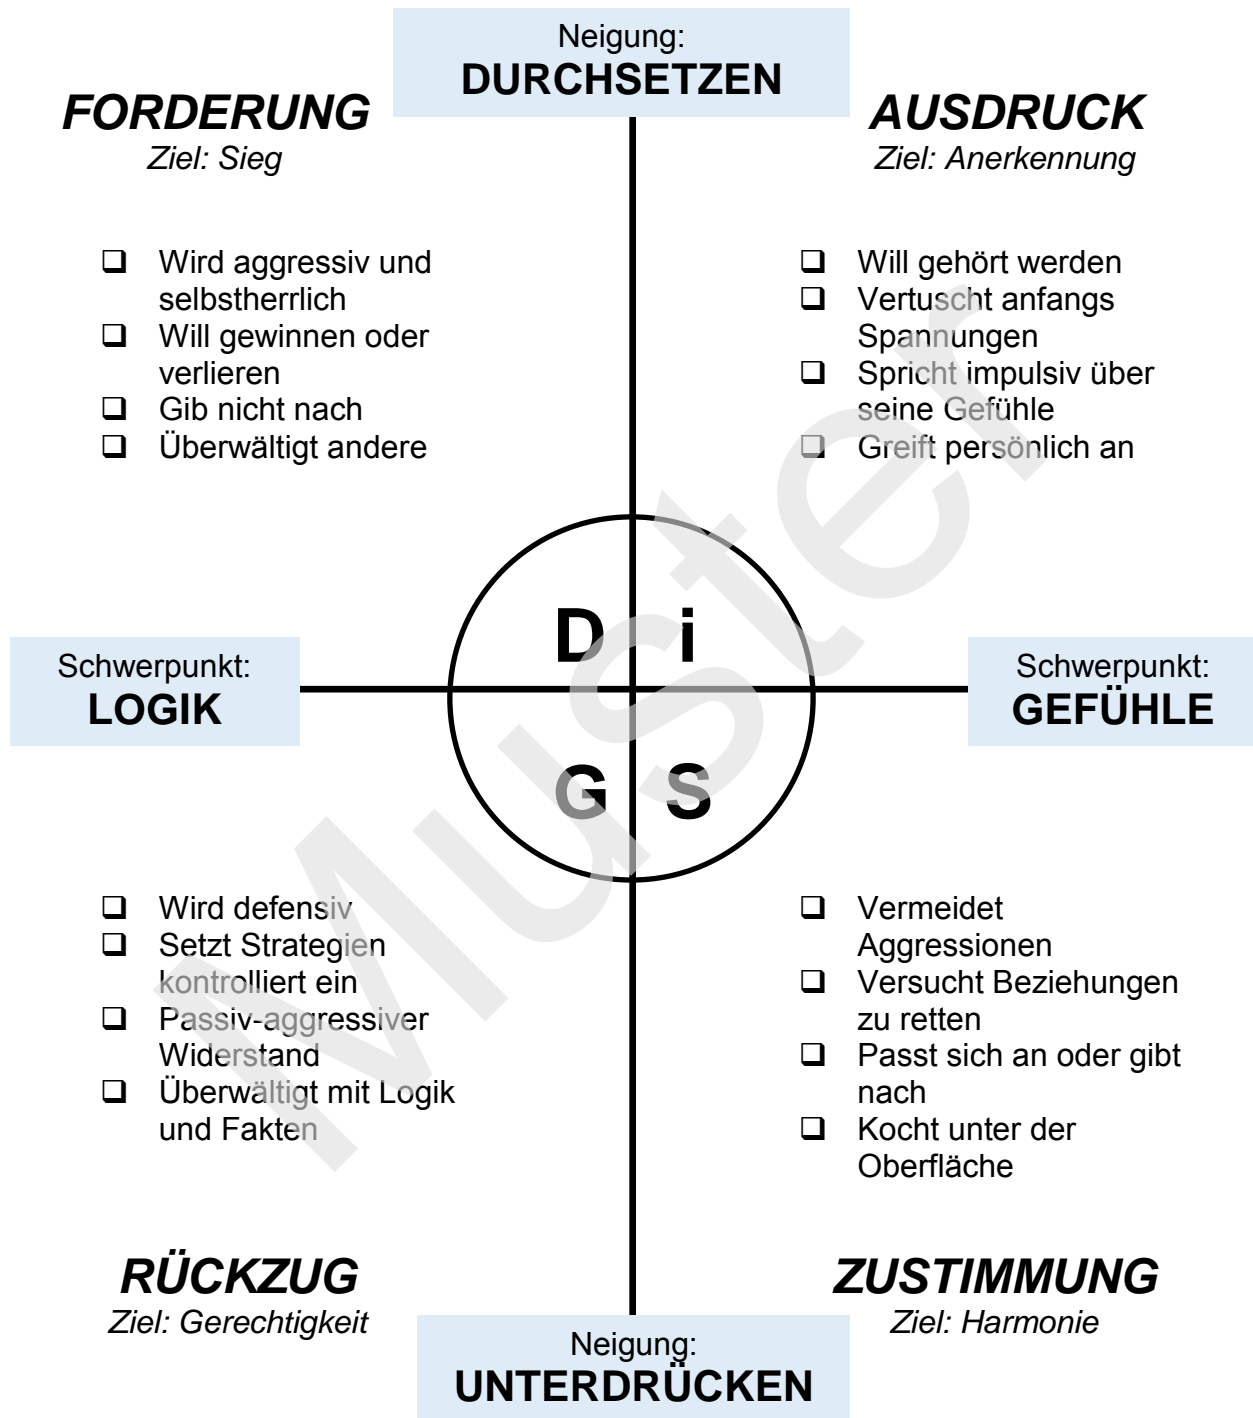 Neigung:
DURCHSETZEN
FORDERUNG
Ziel: Sieg
AUSDRUCK
Ziel: Anerkennung
Wird aggressiv und
selbstherrlich
Will gewinnen oder
verlieren
Gib nicht nach
Überwältigt andere
Will gehört werden
Vertuscht anfangs
Spannungen
Spricht impulsiv über
seine Gefühle
Greift persönlich an
D i
Schwerpunkt:
LOGIK
Schwerpunkt:
GEFÜHLE
G S
Wird defensiv
Setzt Strategien
kontrolliert ein
Passiv-aggressiver
Widerstand
Überwältigt mit Logik
und Fakten
Vermeidet
Aggressionen
Versucht Beziehungen
zu retten
Passt sich an oder gibt
nach
Kocht unter der
Oberfläche
RÜCKZUG
Ziel: Gerechtigkeit
ZUSTIMMUNG
Ziel: Harmonie
Neigung:
UNTERDRÜCKEN
Muster